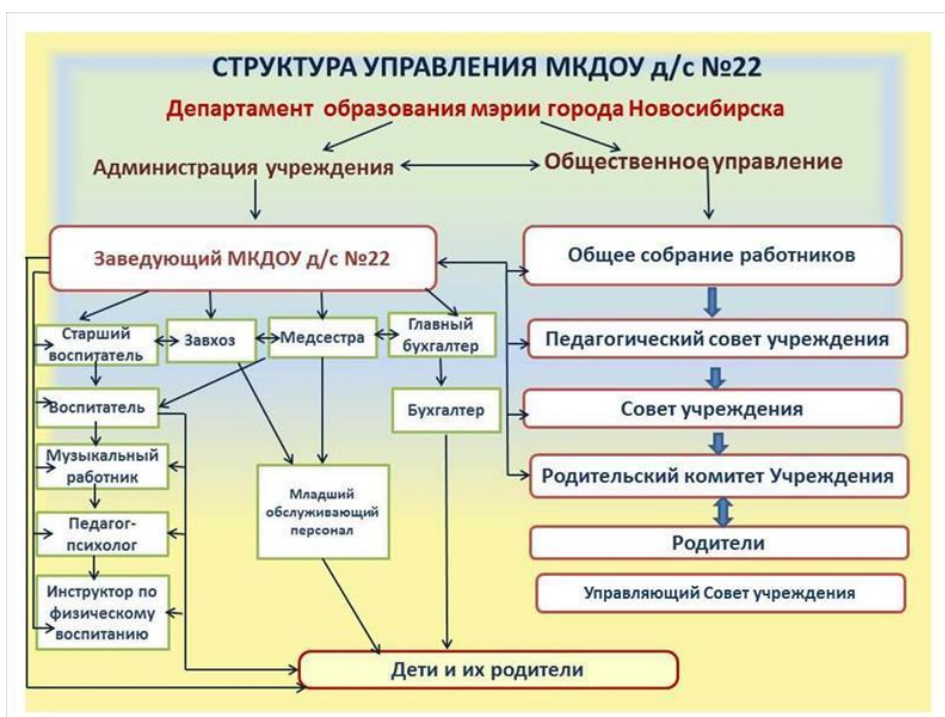 СТРУКТУРА УПРАВЛЕНИЯ МКДОУ д/с №22
Департамент образования мэрии города Новосибирска
Администрация учреждения
Общественное управление
Заведующий МКДОУ д/с №22
Общее собрание работников
Старший
воспитатель
Завхоз
Медсестра
Главный
бухгалтер
Педагогический совет учреждения
Воспитатель
Бухгалтер
Совет учреждения
Музыкальный
работник
Младший
обслуживающий
персонал
Родительский комитет Учреждения
Педагог-
психолог
Родители
Инструктор по
физическому
воспитанию
Управляющий Совет учреждения
Дети и их родители